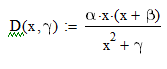 D(x,γ) := α·x·(x + β) / x² + γ